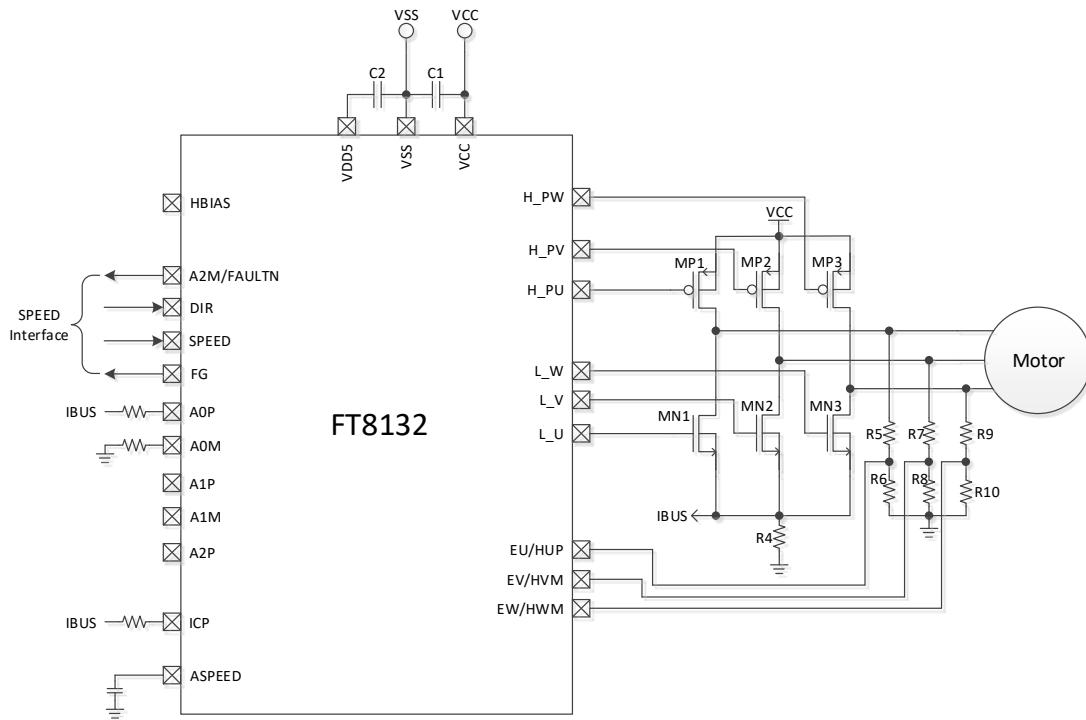 VSS
VCC
C2
C1
VDD5
VSS
VCC
HBIAS
A2M/FAULTN
DIR
SPEED
FG
SPEED
Interface
IBUS
A0P
A0M
A1P
A1M
A2P
IBUS
ICP
ASPEED
FT8132
H_PW
H_PV
H_PU
L_W
L_V
L_U
EU/HUP
EV/HVM
EW/HWM
VCC
MP1
MP2
MP3
MN1
MN2
MN3
IBUS
R4
R5
R7
R9
R6
R8
R10
Motor